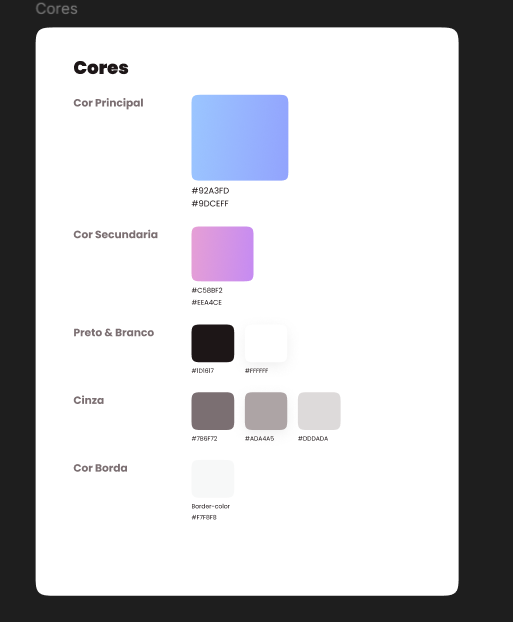 Cores
Cores
Cor Principal
#92A3FD
#9DCEFF
Cor Secundaria
#C58BF2
#EEA4CE
Preto & Branco
#1D1617
#FFFFFF
Cinza
#7B6F72
#ADA4A5
#DDDADA
Cor Borda
Border-color
#F7F8F8